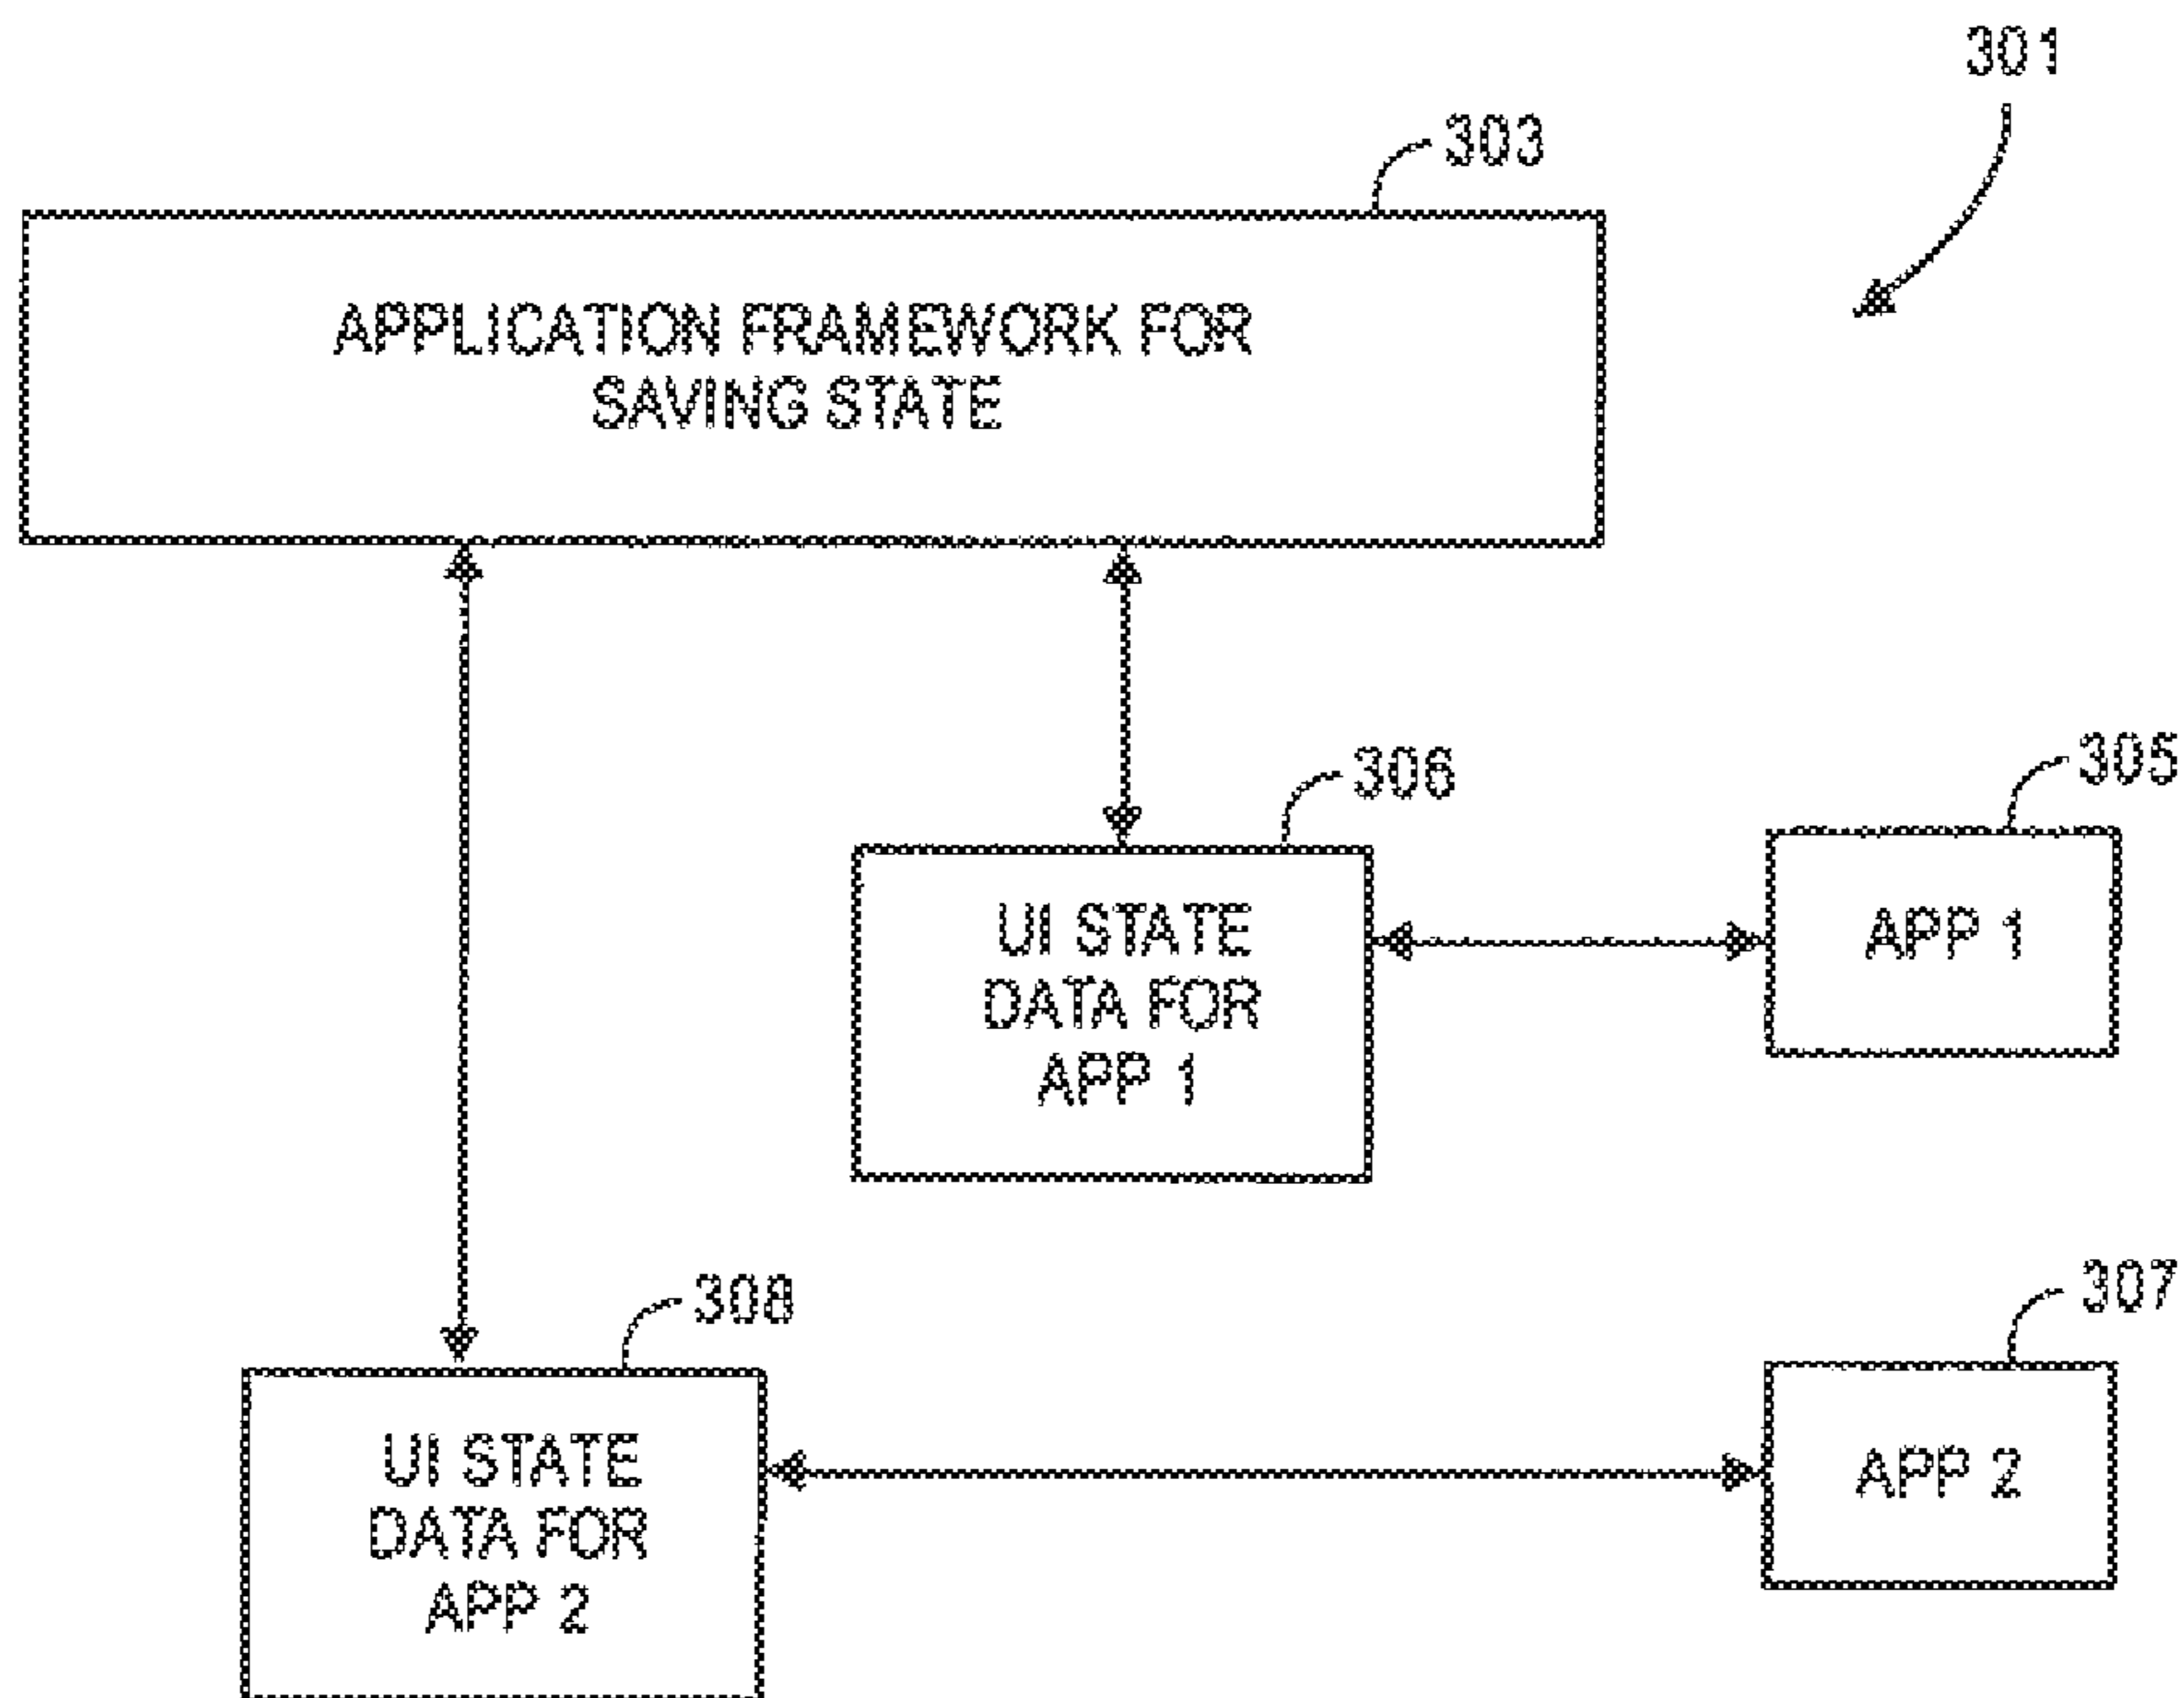 301
303
APPLICATION FRAMEWORK FOR
SAVING STATE
306
305
UI STATE
DATA FOR
APP 1
APP 1
308
307
UI STATE
DATA FOR
APP 2
APP 2